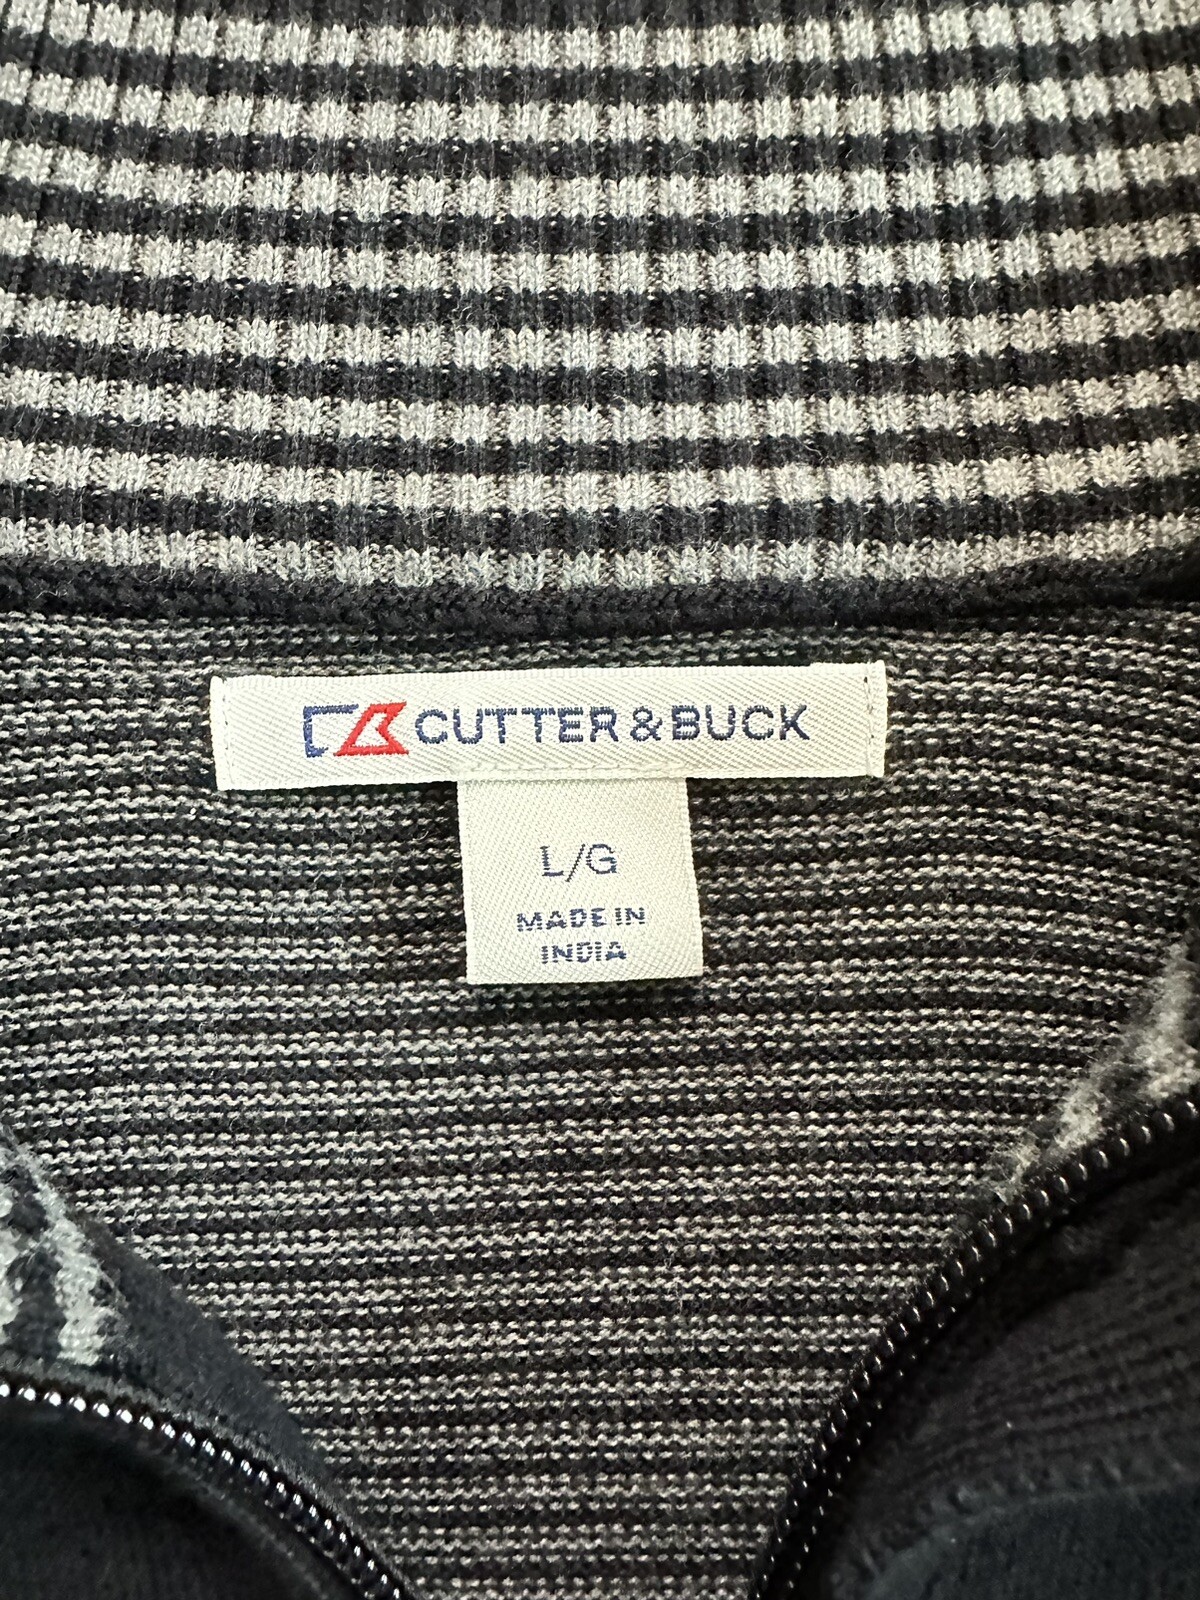 CUTTER & BUCK
L/G
MADE IN
INDIA